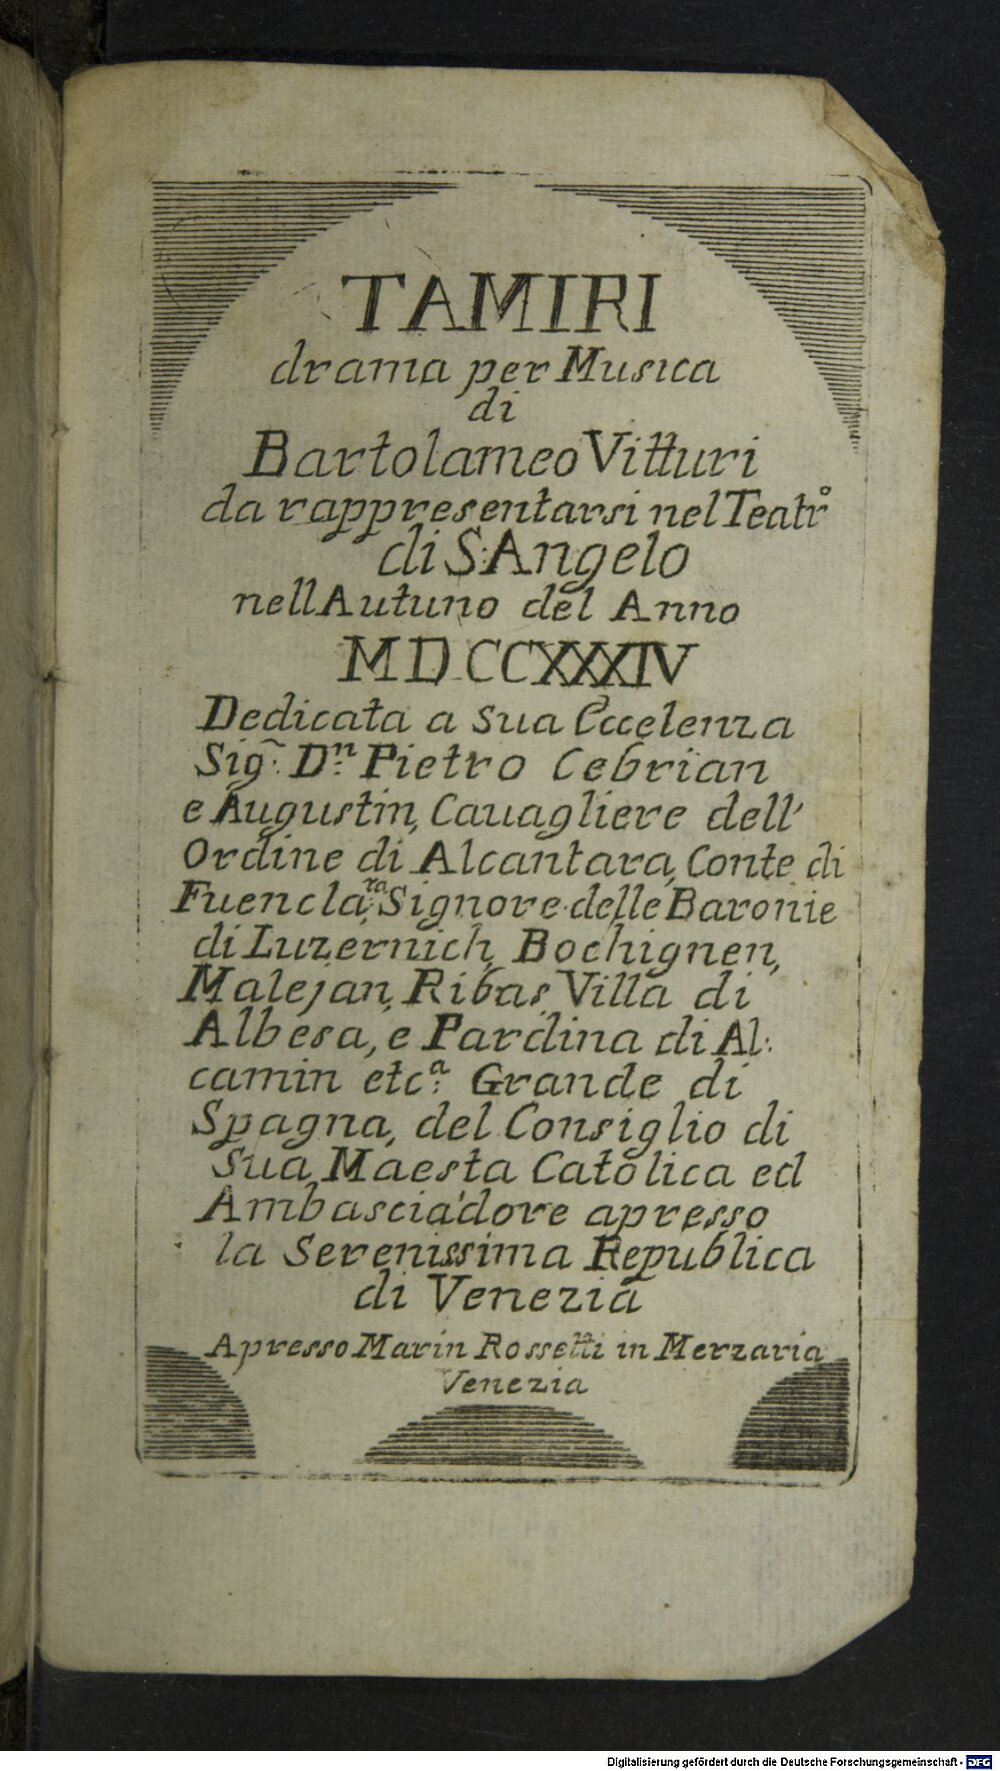 TAMIRI
drama per Musica
di
Bartolameo Vitturi
da rappresentarsi nel Teatrº
di S: Angelo
nell Autuno del Anno
MDCCXXXIV
Dedicata a sua Eccelenza
Sig~: Dn: Pietro Cebrïan
e Augustin, Cauagliere dell'
Ordine di Alcantara, Conte di
Fuenclara, Signore delle Baronie
di Luzernich, Bochignen,
Malejan, Ribas, Villa di
Albesa, e Pardina di Al:
camin etcª: Grande di
Spagna, del Consiglio di
sua Maesta Catolica ed
Ambasciadore apresso
la Serenissima Republica
di Venezia
Apresso Marin Rossetti in Merzaria
Venezia
Digitalisierung gefördert durch die Deutsche Forschungsgemeinschaft - DFG